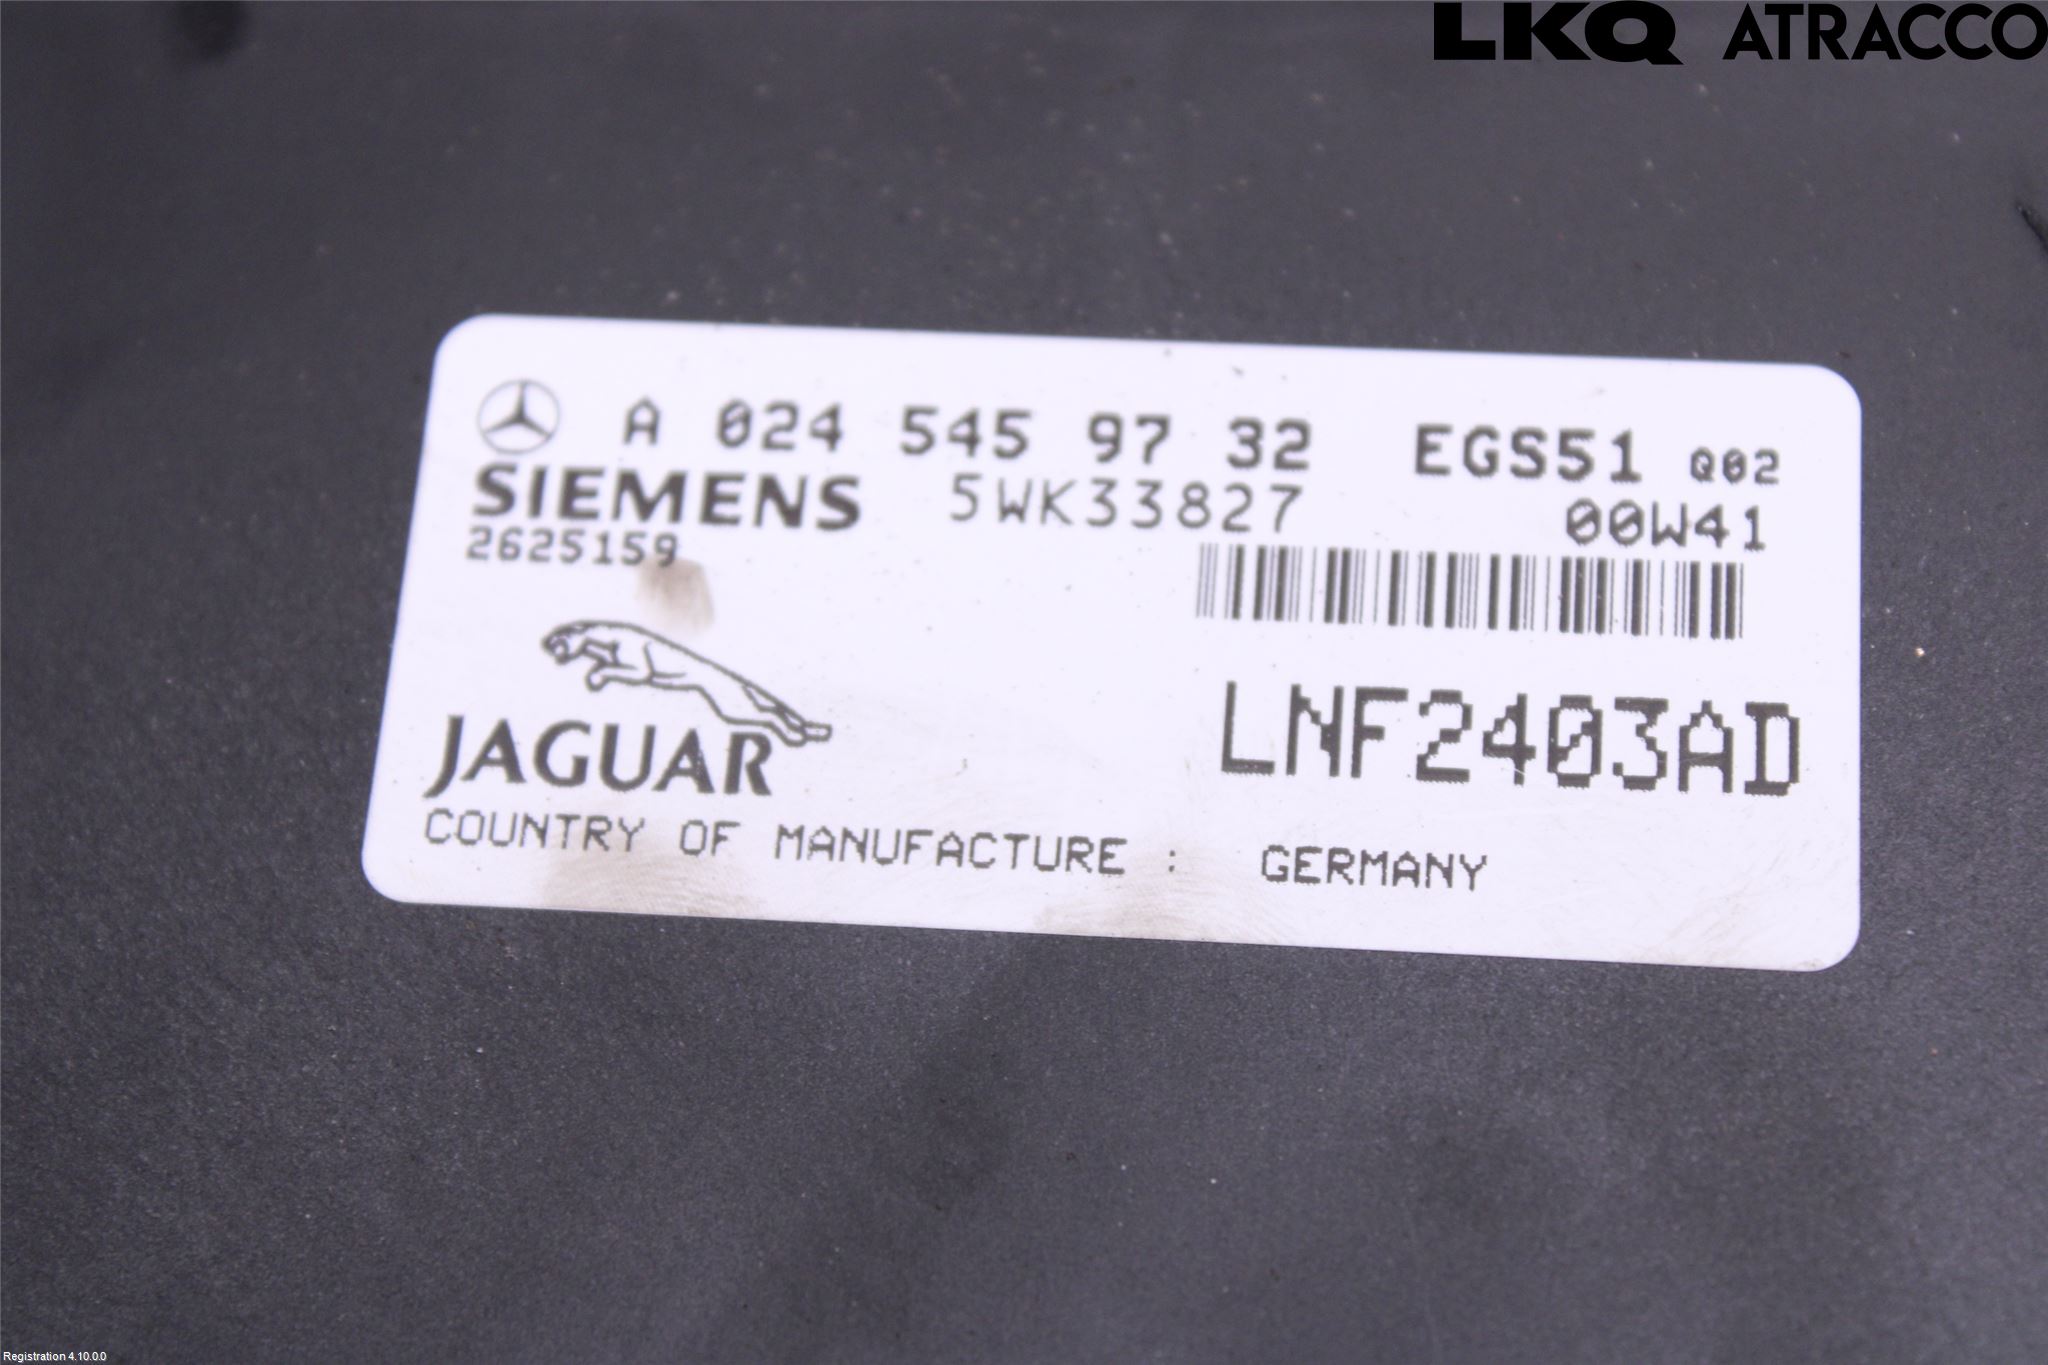 LKQ ATRACCO
A 024 545 97 32 EGS51 Q02
SIEMENS 5WK33827 00W41
2625159
JAGUAR LNF2403AD
COUNTRY OF MANUFACTURE : GERMANY
Registration 4.10.0.0